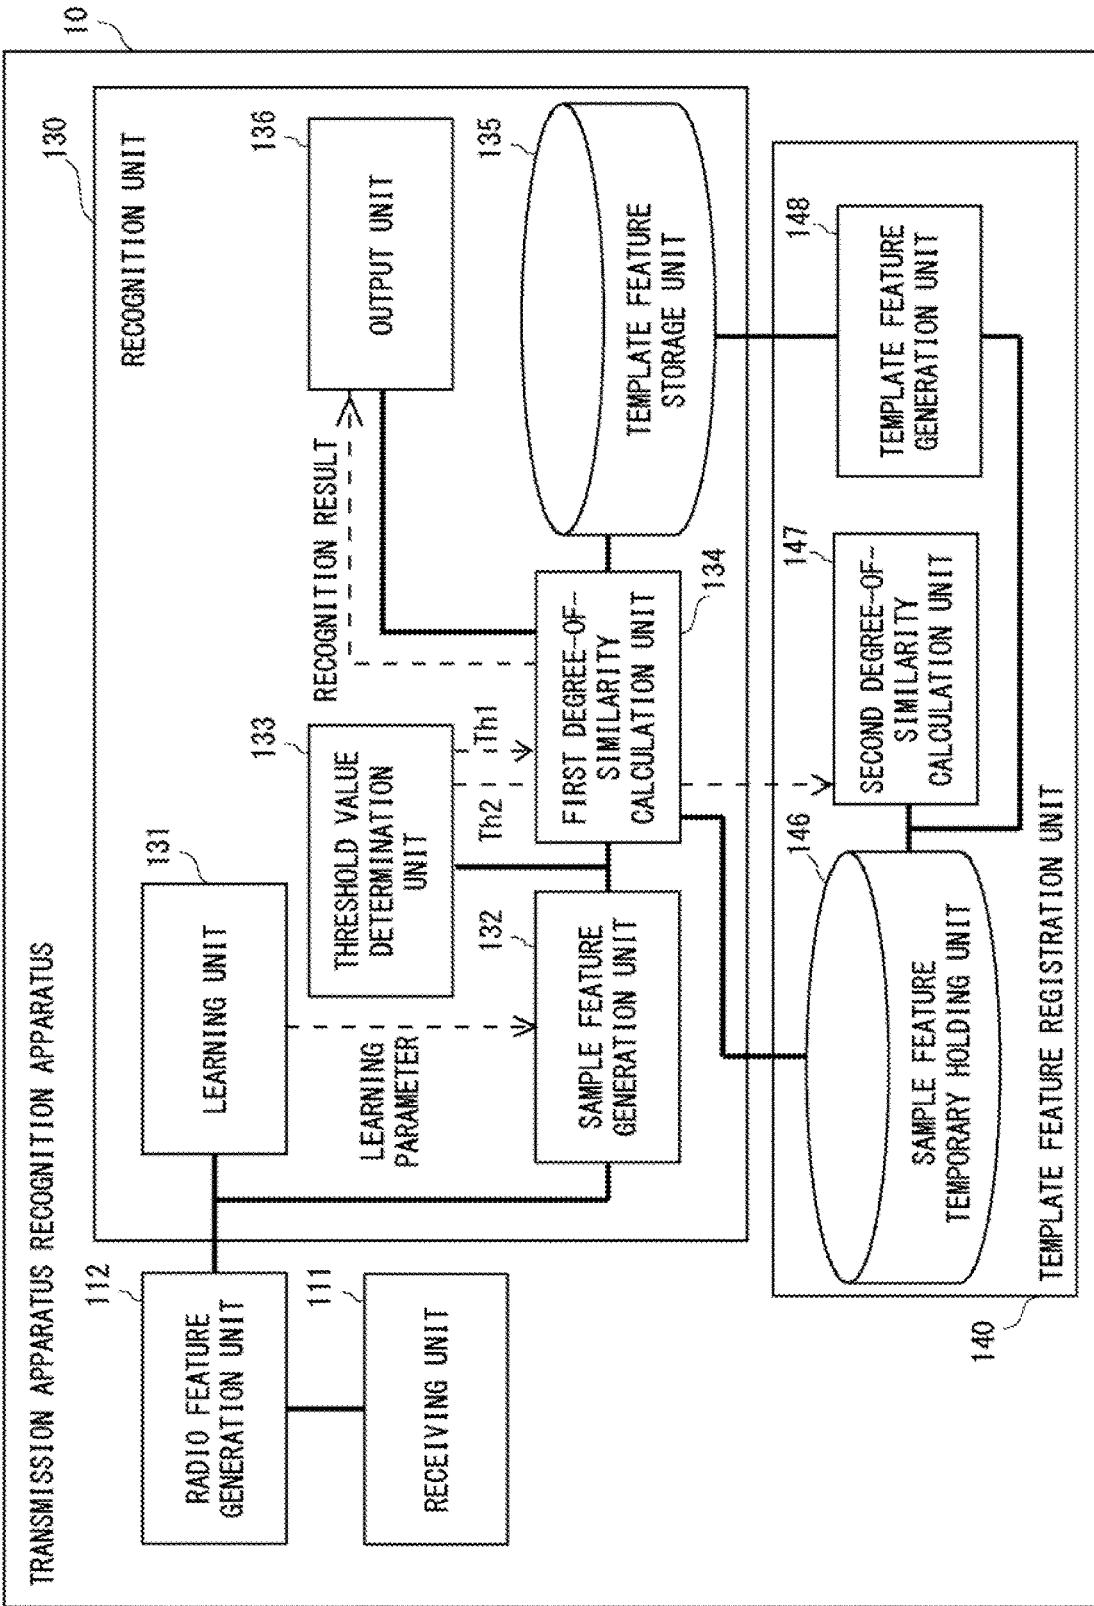 10
TRANSMISSION APPARATUS RECOGNITION APPARATUS
130
RECOGNITION UNIT
112
RADIO FEATURE
GENERATION UNIT
111
RECEIVING UNIT
131
LEARNING UNIT
LEARNING
PARAMETER
133
THRESHOLD VALUE
DETERMINATION
UNIT
Th1
Th2
132
SAMPLE FEATURE
GENERATION UNIT
RECOGNITION RESULT
136
OUTPUT UNIT
FIRST DEGREE-OF-
SIMILARITY
CALCULATION UNIT
134
135
TEMPLATE FEATURE
STORAGE UNIT
146
SAMPLE FEATURE
TEMPORARY HOLDING UNIT
147
SECOND DEGREE-OF-
SIMILARITY
CALCULATION UNIT
148
TEMPLATE FEATURE
GENERATION UNIT
TEMPLATE FEATURE REGISTRATION UNIT
140